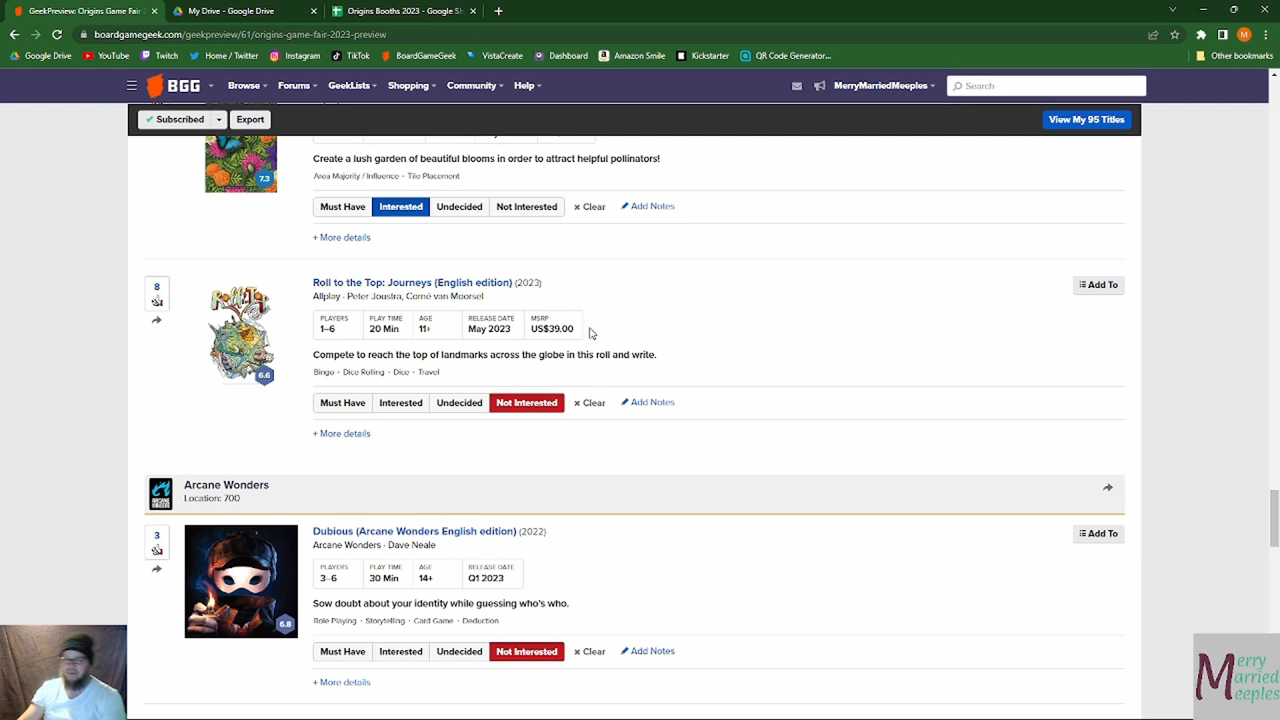 GeekPreview: Origins Game Fair
My Drive - Google Drive
Origins Booths 2023 - Google Sh
boardgamegeek.com/geekpreview/61/origins-game-fair-2023-preview
Google Drive
YouTube
Twitch
Home / Twitter
Instagram
TikTok
BoardGameGeek
VistaCreate
Dashboard
Amazon Smile
Kickstarter
QR Code Generator...
Other bookmarks
BGG
Browse
Forums
GeekLists
Shopping
Community
Help
MerryMarriedMeeples
Search
Subscribed
Export
View My 95 Titles
7.3
Create a lush garden of beautiful blooms in order to attract helpful pollinators!
Area Majority / Influence · Tile Placement
Must Have Interested Undecided Not Interested × Clear Add Notes
+ More details
8
Roll to the Top
6.6
Roll to the Top: Journeys (English edition) (2023)
Add To
Allplay · Peter Joustra, Corné van Moorsel
PLAYERS PLAY TIME AGE RELEASE DATE MSRP
1–6 20 Min 11+ May 2023 US$39.00
Compete to reach the top of landmarks across the globe in this roll and write.
Bingo · Dice Rolling · Dice · Travel
Must Have Interested Undecided Not Interested × Clear Add Notes
+ More details
ARCANE WONDERS
Arcane Wonders
Location: 700
3
6.8
Dubious (Arcane Wonders English edition) (2022)
Add To
Arcane Wonders · Dave Neale
PLAYERS PLAY TIME AGE RELEASE DATE
3–6 30 Min 14+ Q1 2023
Sow doubt about your identity while guessing who's who.
Role Playing · Storytelling · Card Game · Deduction
Must Have Interested Undecided Not Interested × Clear Add Notes
+ More details
Merry
Married
Meeples